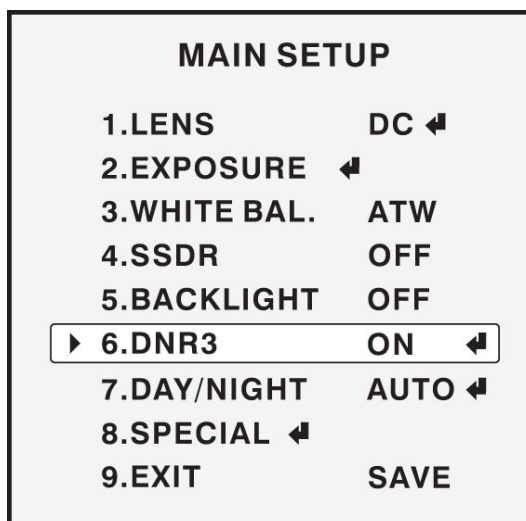 MAIN SETUP
1.LENS DC ↲
2.EXPOSURE ↲
3.WHITE BAL. ATW
4.SSDR OFF
5.BACKLIGHT OFF
▶ 6.DNR3 ON ↲
7.DAY/NIGHT AUTO ↲
8.SPECIAL ↲
9.EXIT SAVE